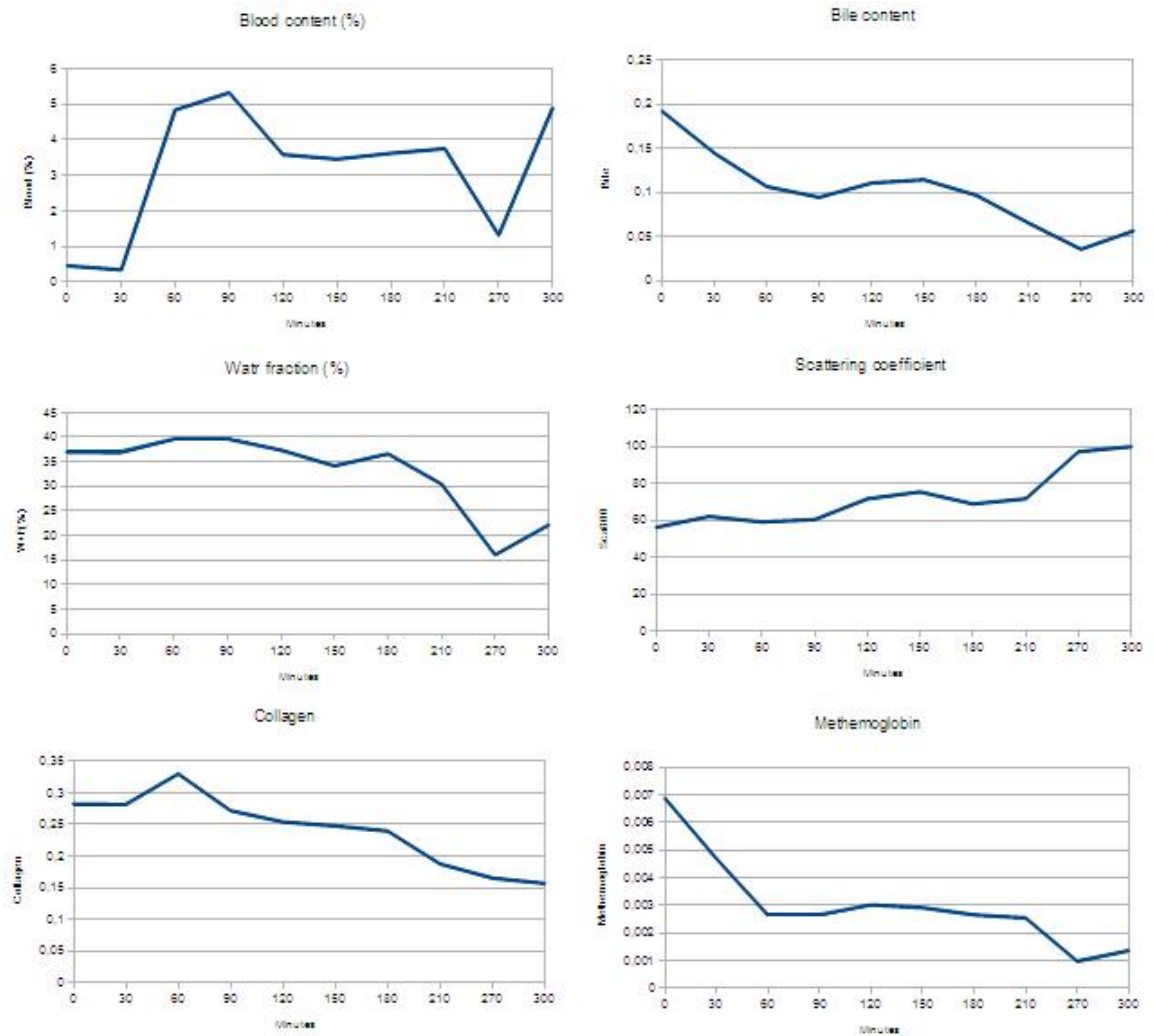 Blood content (%)
6
5
4
3
2
1
0
Blood (%)
0 30 60 90 120 150 180 210 270 300
Minutes
Bile content
0,25
0,2
0,15
0,1
0,05
0
Bile
0 30 60 90 120 150 180 210 270 300
Minutes
Watr fraction (%)
45
40
35
30
25
20
15
10
5
0
0 30 60 90 120 150 180 210 270 300
Minutes
Scattering coefficient
120
100
80
60
40
20
0
0 30 60 90 120 150 180 210 270 300
Minutes
Collagen
0,35
0,3
0,25
0,2
0,15
0,1
0,05
0
Collagen
0 30 60 90 120 150 180 210 270 300
Minutes
Methemoglobin
0,008
0,007
0,006
0,005
0,004
0,003
0,002
0,001
0
Methemoglobin
0 30 60 90 120 150 180 210 270 300
Minutes